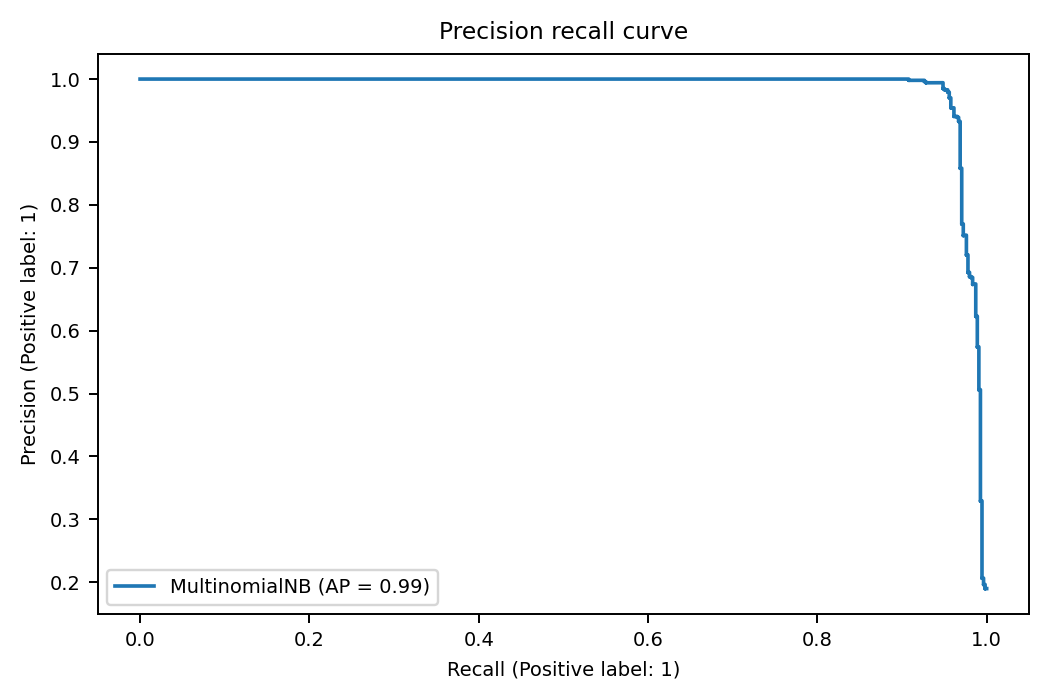 Precision recall curve
1.0
0.9
0.8
0.7
0.6
0.5
0.4
0.3
0.2
Precision (Positive label: 1)
MultinomialNB (AP = 0.99)
0.0 0.2 0.4 0.6 0.8 1.0
Recall (Positive label: 1)